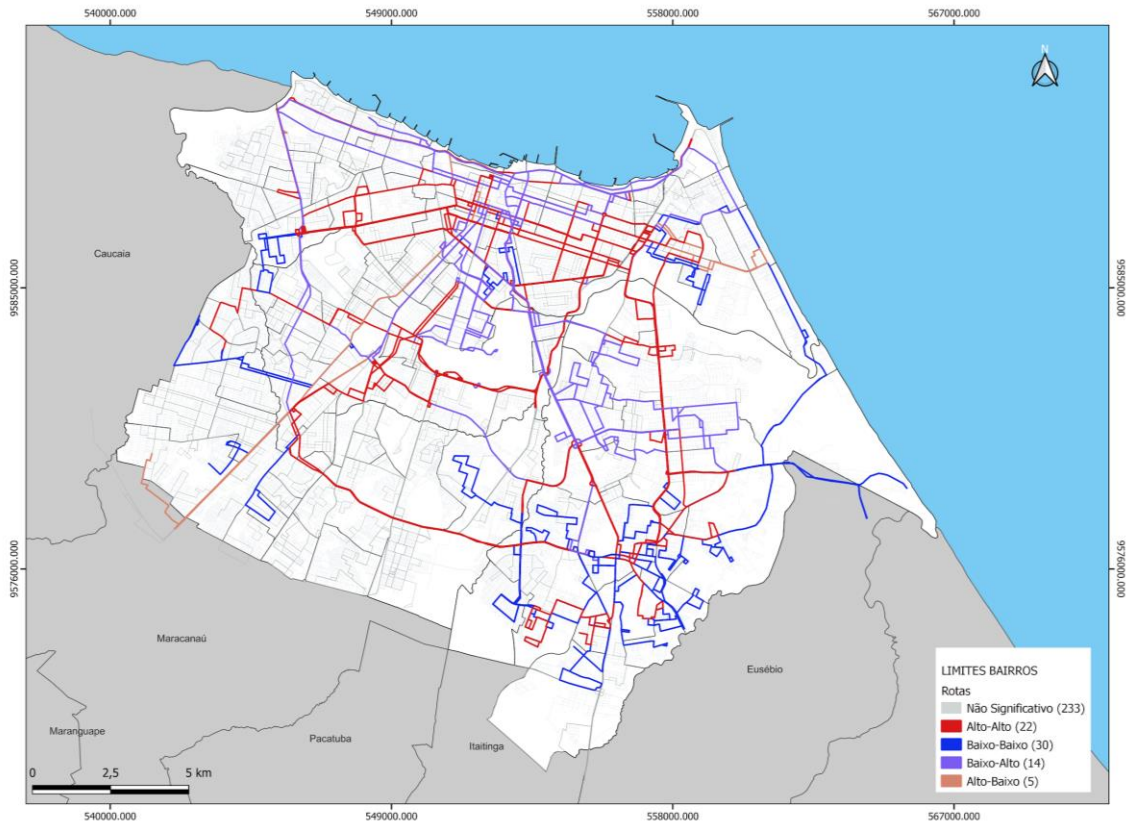 540000.000 549000.000 558000.000 567000.000
N
Caucaia
9585000.000 9585000.000
9576000.000 9576000.000
Maracanaú
Eusébio
Maranguape
Pacatuba
Itaitinga
LIMITES BAIRROS
Rotas
Não Significativo (233)
Alto-Alto (22)
Baixo-Baixo (30)
Baixo-Alto (14)
Alto-Baixo (5)
0 2,5 5 km
540000.000 549000.000 558000.000 567000.000